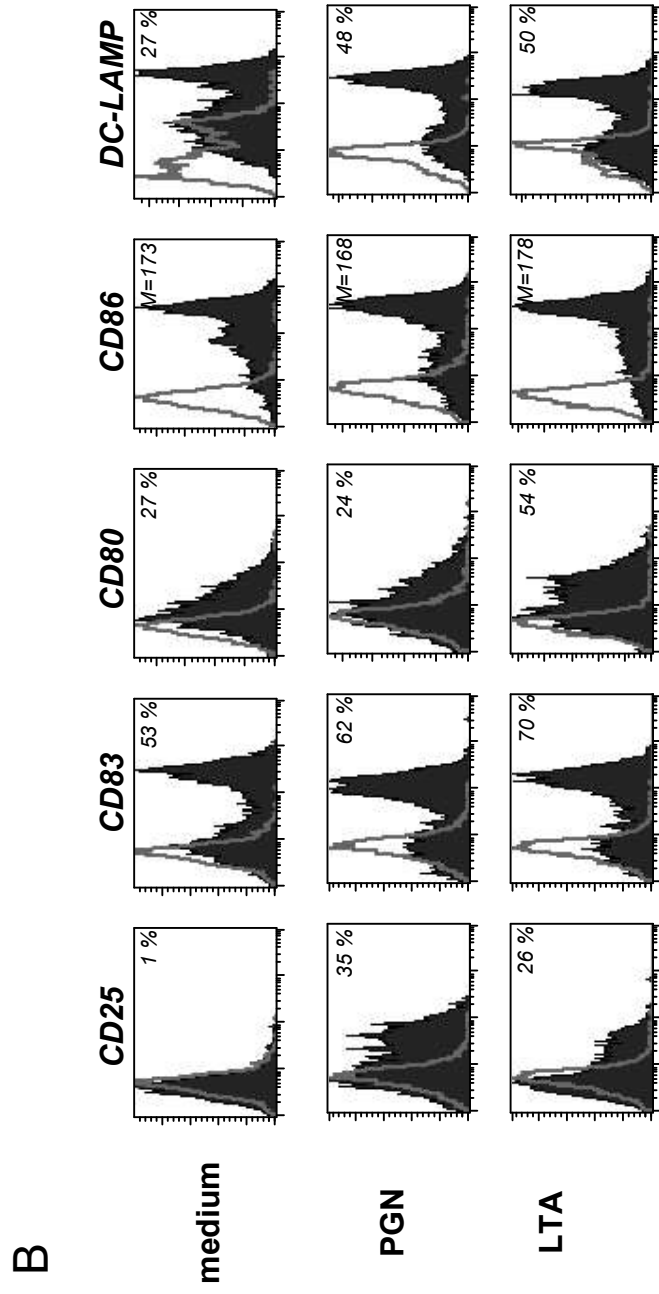 B
CD25 CD83 CD80 CD86 DC-LAMP
medium 1 % 53 % 27 % M=173 27 %
PGN 35 % 62 % 24 % M=168 48 %
LTA 26 % 70 % 54 % M=178 50 %